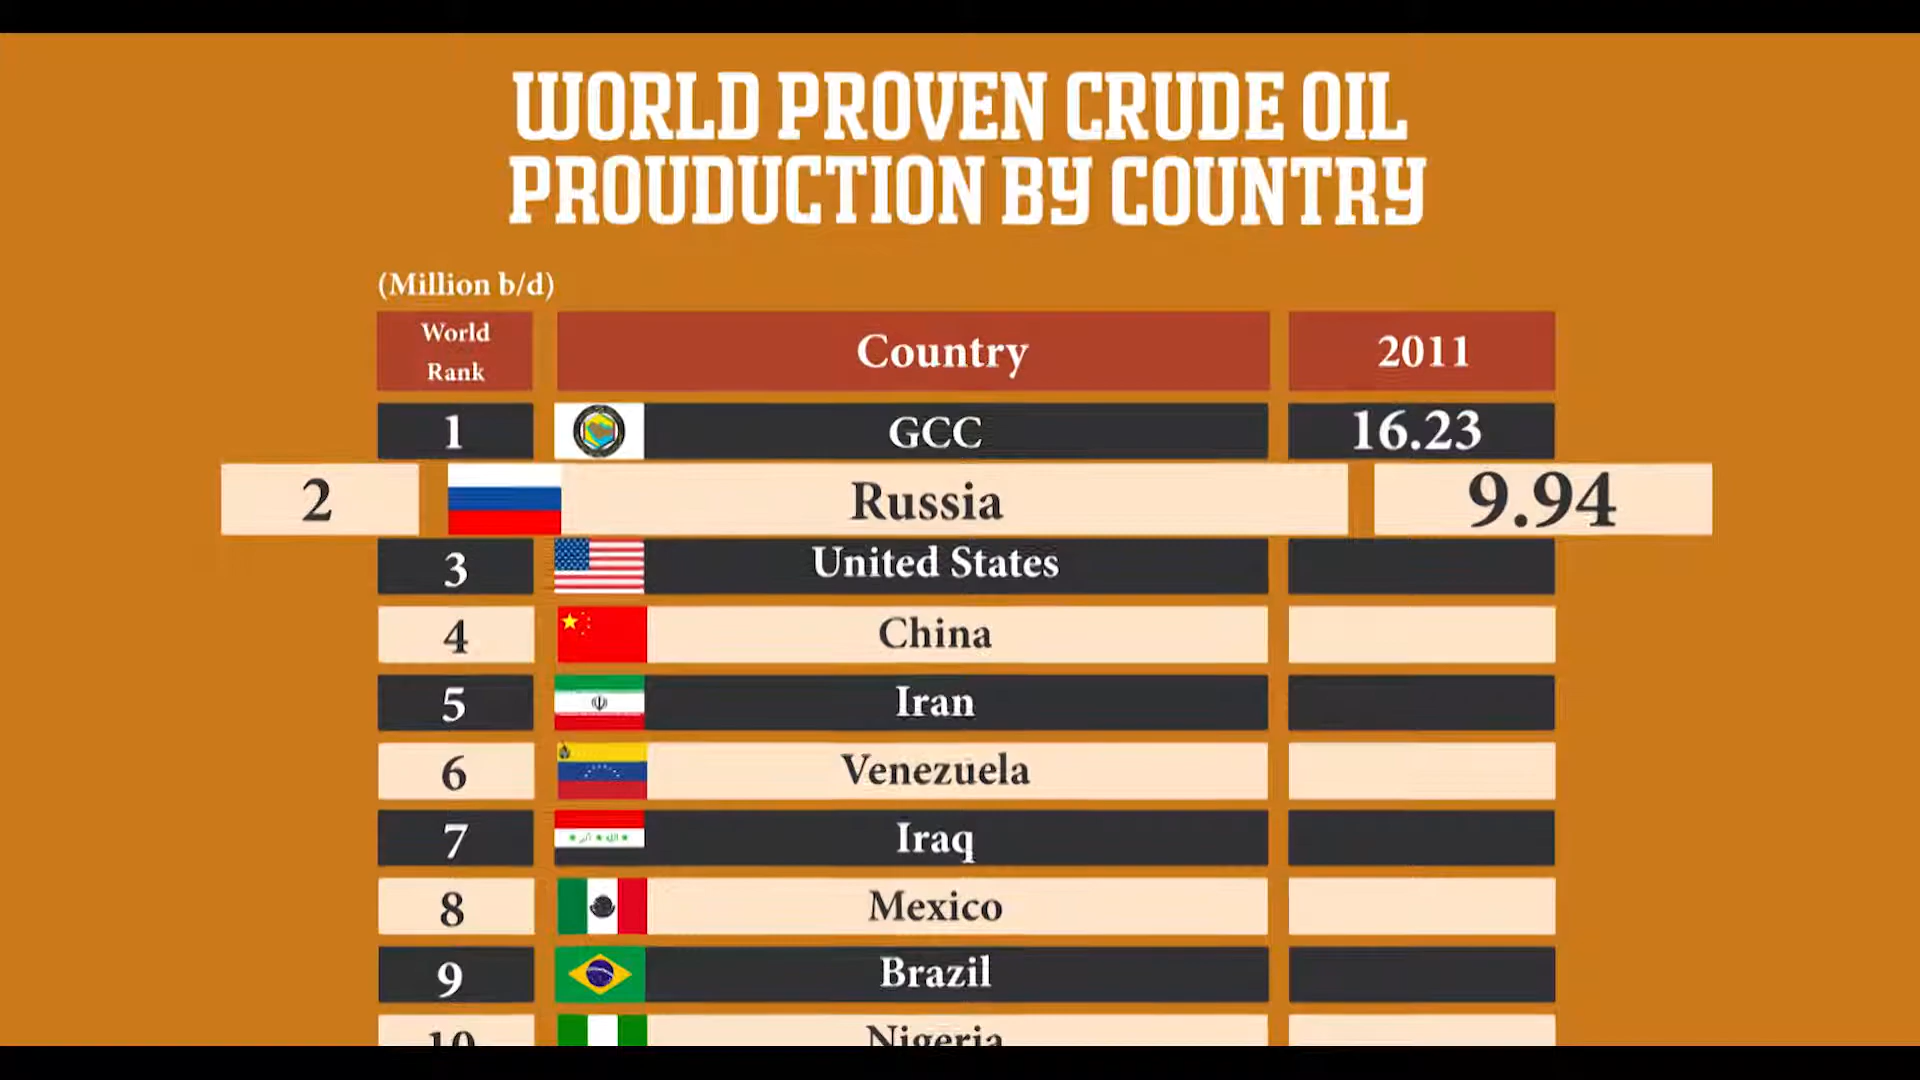 WORLD PROVEN CRUDE OIL
PROUDUCTION BY COUNTRY
(Million b/d)
World
Rank
Country
2011
1
GCC
16.23
2
Russia
9.94
3
United States
4
China
5
Iran
6
Venezuela
7
Iraq
8
Mexico
9
Brazil
10
Nigeria